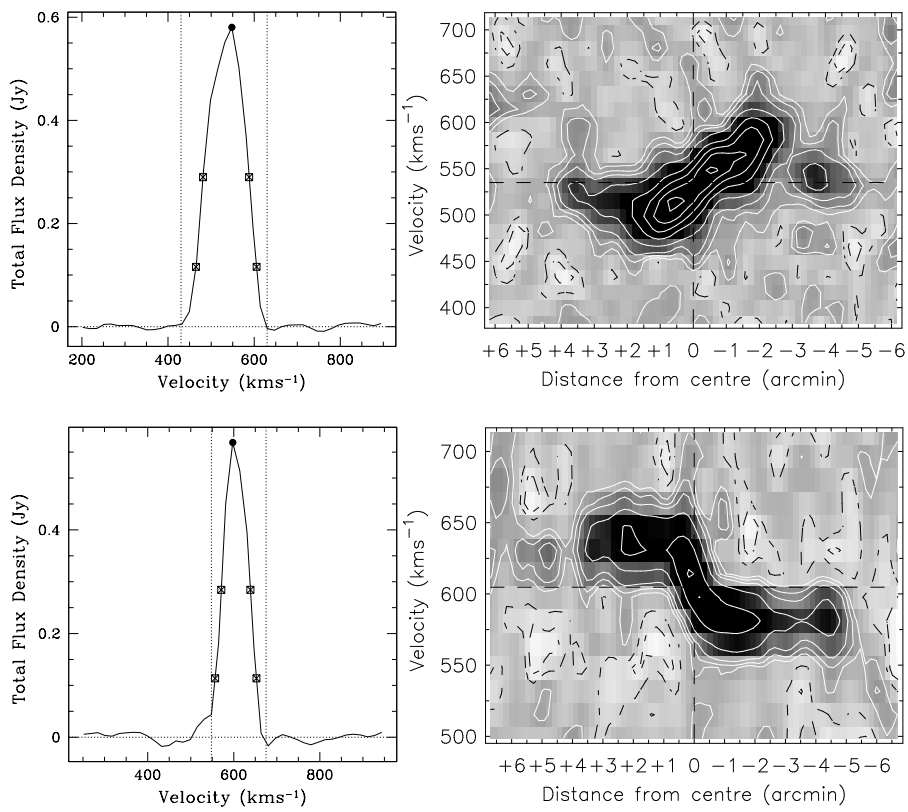 Total Flux Density (Jy)
0.6
0.4
0.2
0
200 400 600 800
Velocity (kms⁻¹)
Velocity (kms⁻¹)
700
650
600
550
500
450
400
+6 +5 +4 +3 +2 +1 0 -1 -2 -3 -4 -5 -6
Distance from centre (arcmin)
Total Flux Density (Jy)
0.4
0.2
0
400 600 800
Velocity (kms⁻¹)
Velocity (kms⁻¹)
700
650
600
550
500
+6+5+4+3+2+1 0 -1 -2 -3 -4 -5 -6
Distance from centre (arcmin)